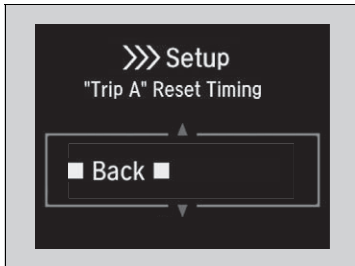 >>> Setup
"Trip A" Reset Timing
■ Back ■